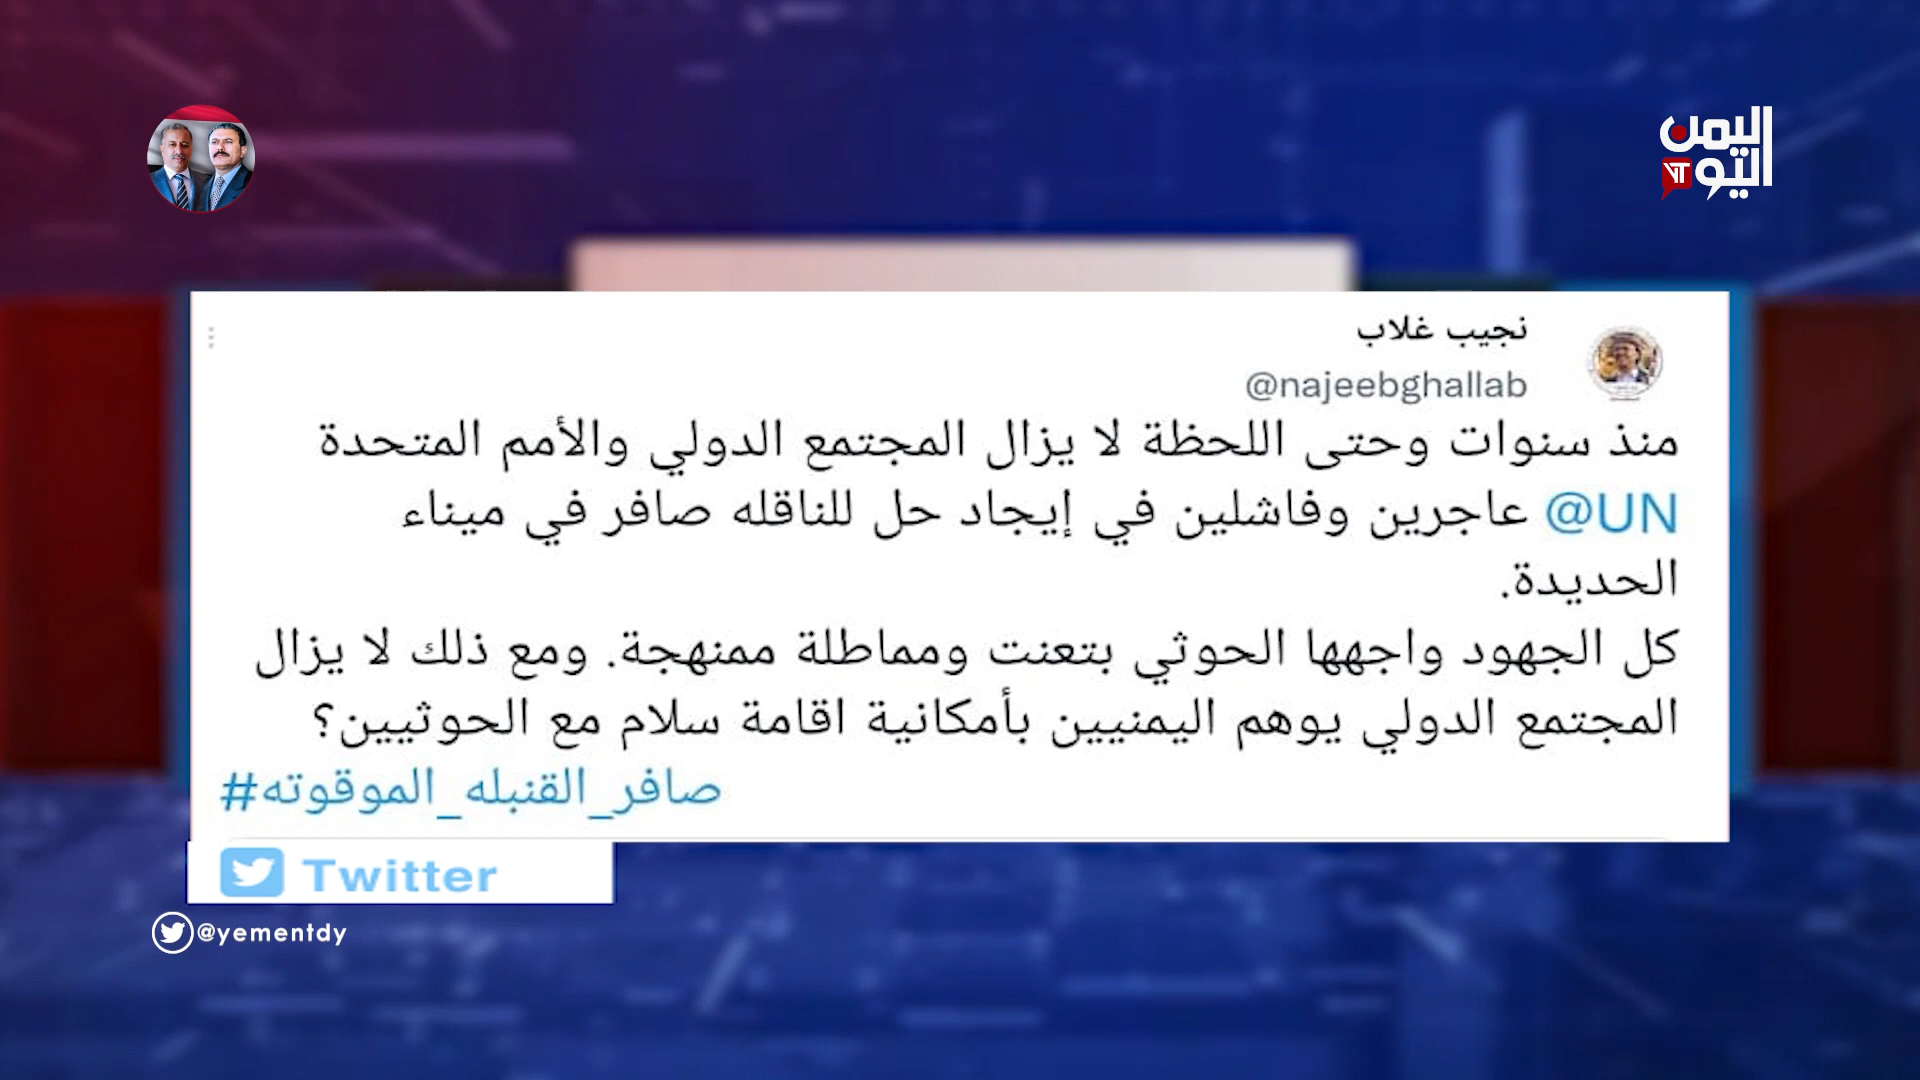 اليمن
اليوم
YT
نجيب غلاب
@najeebghallab
منذ سنوات وحتى اللحظة لا يزال المجتمع الدولي والأمم المتحدة
@UN عاجرين وفاشلين في إيجاد حل للناقله صافر في ميناء
الحديدة.
كل الجهود واجهها الحوثي بتعنت ومماطلة ممنهجة. ومع ذلك لا يزال
المجتمع الدولي يوهم اليمنيين بأمكانية اقامة سلام مع الحوثيين؟
#صافر_القنبله_الموقوته
Twitter
@yementdy